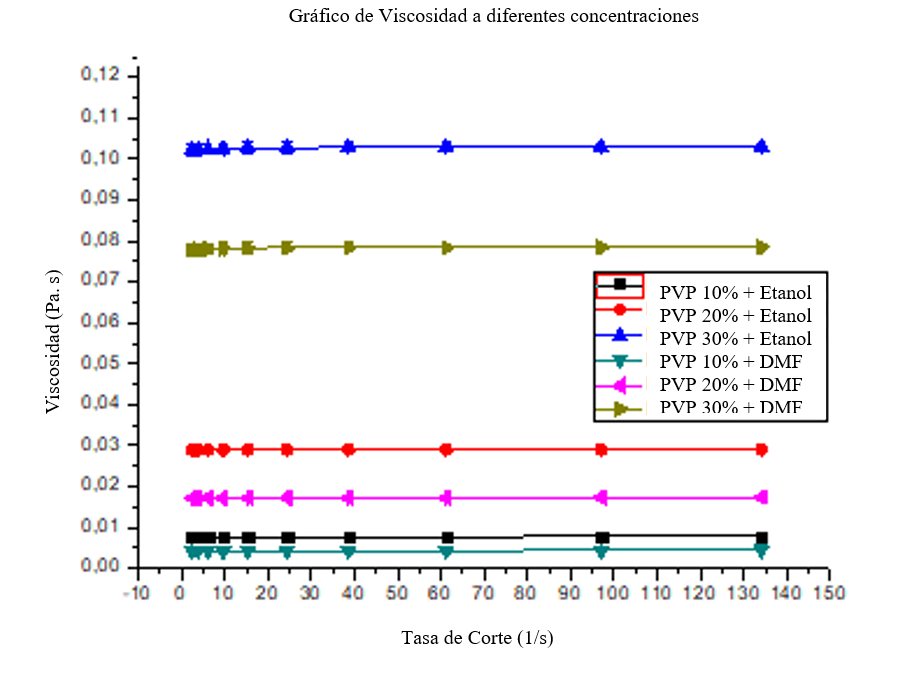 Gráfico de Viscosidad a diferentes concentraciones
0,12
0,11
0,10
0,09
0,08
0,07
0,06
0,05
0,04
0,03
0,02
0,01
0,00
Viscosidad (Pa. s)
PVP 10% + Etanol
PVP 20% + Etanol
PVP 30% + Etanol
PVP 10% + DMF
PVP 20% + DMF
PVP 30% + DMF
-10 0 10 20 30 40 50 60 70 80 90 100 110 120 130 140 150
Tasa de Corte (1/s)